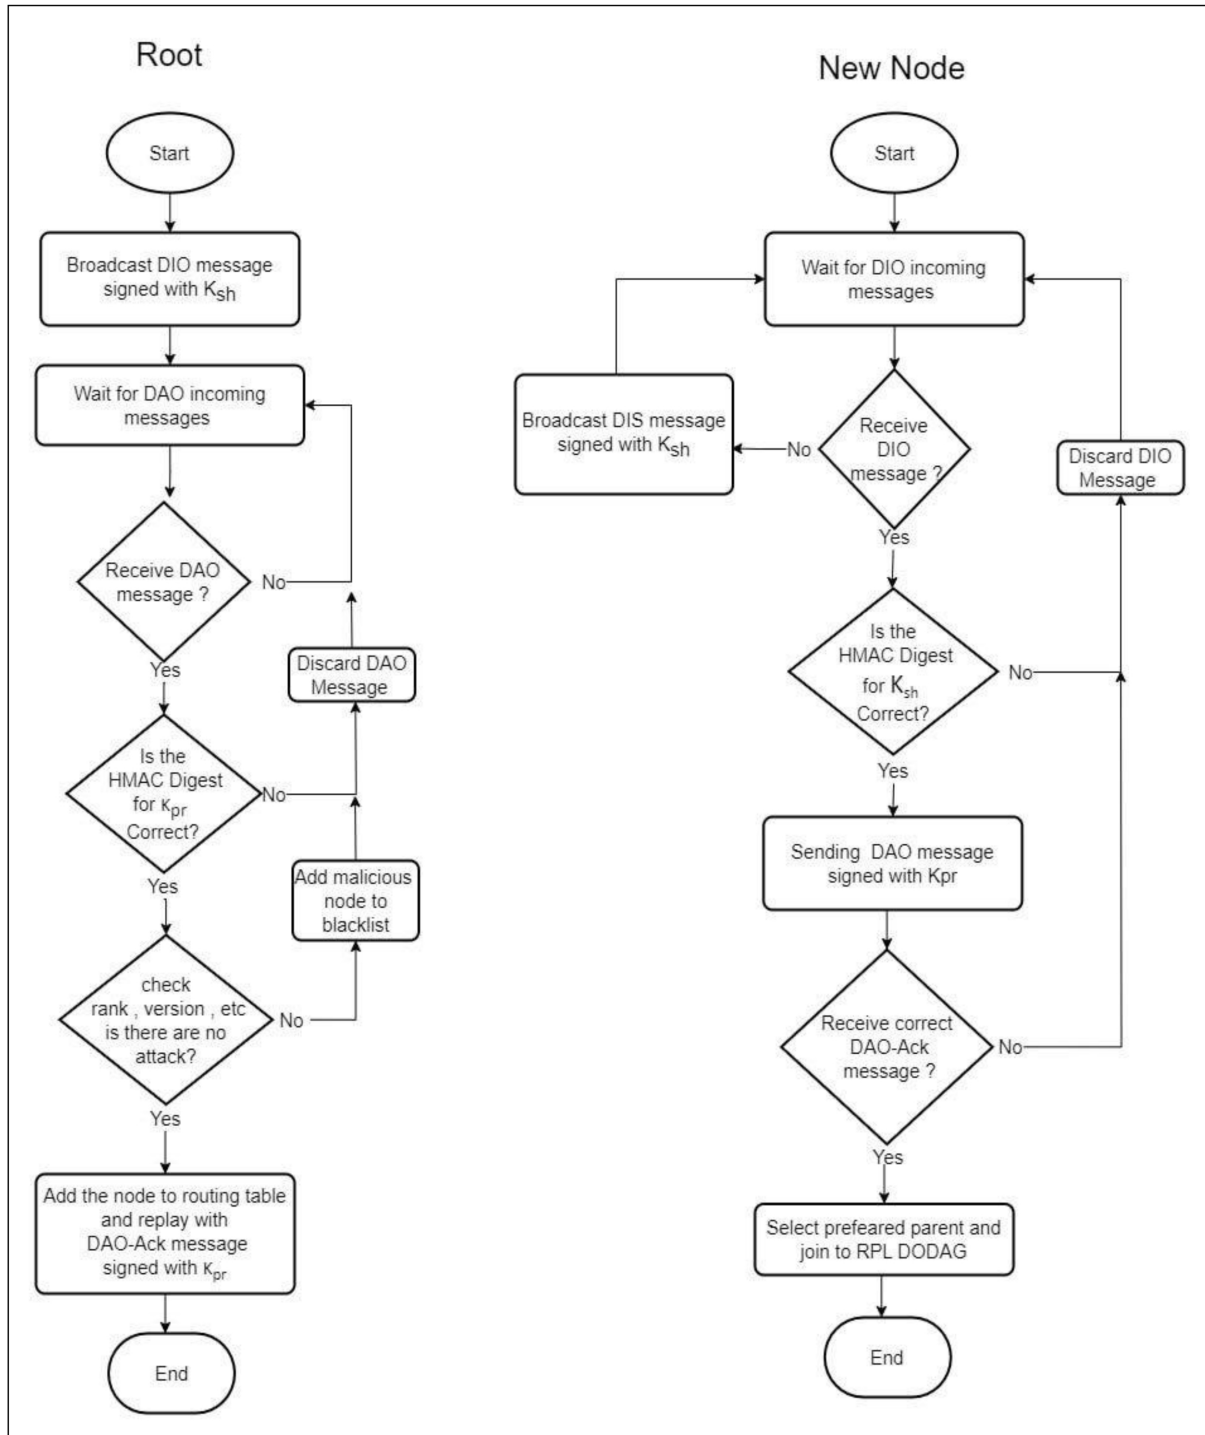 Root
Start
Broadcast DIO message
signed with Ksh
Wait for DAO incoming
messages
Receive DAO
message ?
No
Yes
Discard DAO
Message
Is the
HMAC Digest
for Kpr
Correct?
No
Yes
Add malicious
node to
blacklist
check
rank , version , etc
is there are no
attack?
No
Yes
Add the node to routing table
and replay with
DAO-Ack message
signed with Kpr
End
New Node
Start
Wait for DIO incoming
messages
Broadcast DIS message
signed with Ksh
No
Receive
DIO
message ?
Discard DIO
Message
Yes
Is the
HMAC Digest
for Ksh
Correct?
No
Yes
Sending DAO message
signed with Kpr
Receive correct
DAO-Ack
message ?
No
Yes
Select prefeared parent and
join to RPL DODAG
End